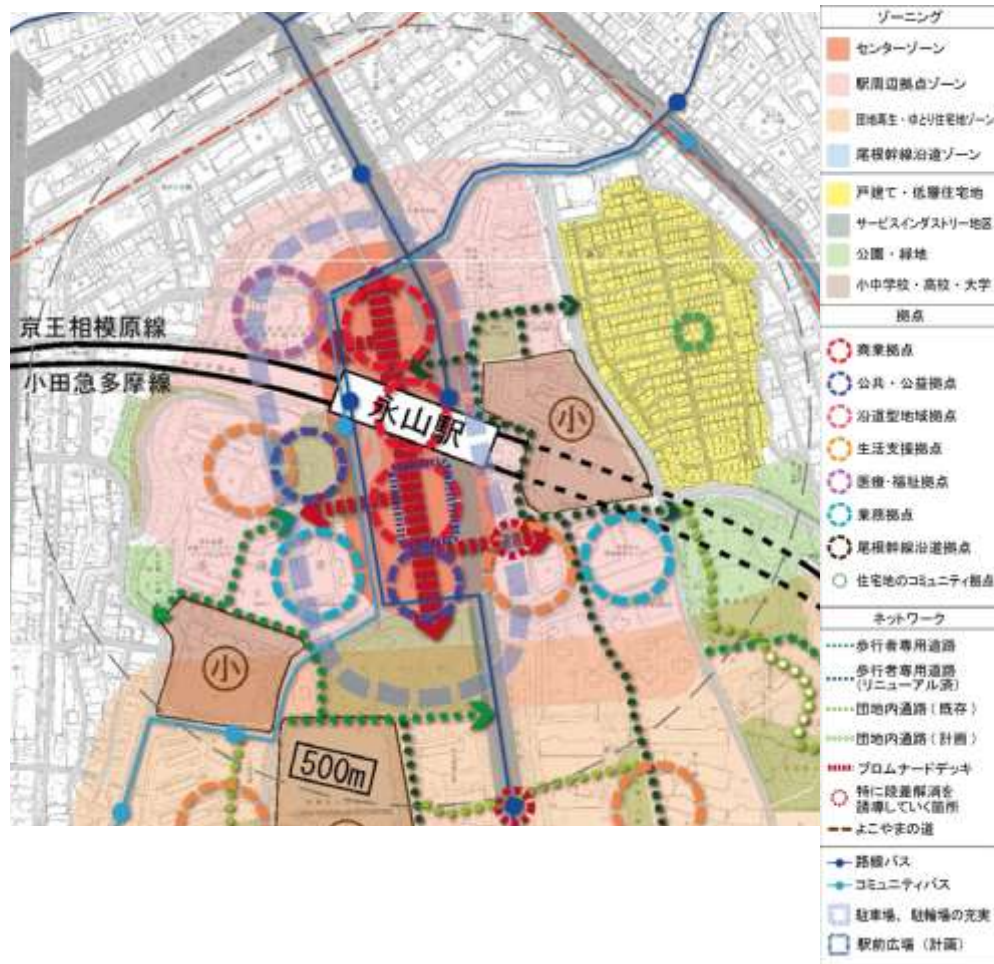 京王相模原線
小田急多摩線
永山駅
小
小
500m
ゾーニング
センターゾーン
駅周辺拠点ゾーン
団地再生・ゆとり住宅地ゾーン
尾根幹線沿道ゾーン
戸建て・低層住宅地
サービスインダストリー地区
公園・緑地
小中学校・高校・大学
拠点
商業拠点
公共・公益拠点
沿道型地域拠点
生活支援拠点
医療・福祉拠点
業務拠点
尾根幹線沿道拠点
住宅地のコミュニティ拠点
ネットワーク
歩行者専用道路
歩行者専用道路
(リニューアル済)
団地内通路(既存)
団地内通路(計画)
プロムナードデッキ
特に段差解消を
誘導していく箇所
よこやまの道
路線バス
コミュニティバス
駐車場、駐輪場の充実
駅前広場(計画)